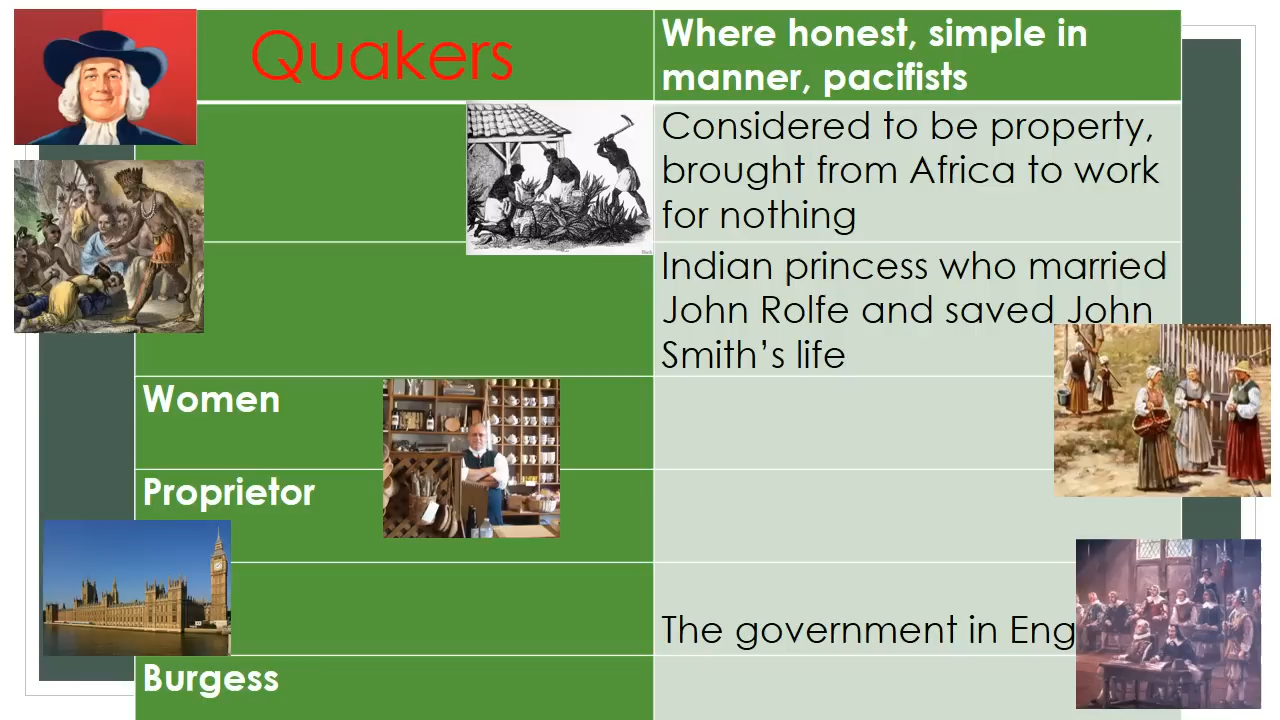 Quakers
Where honest, simple in
manner, pacifists
Considered to be property,
brought from Africa to work
for nothing
Indian princess who married
John Rolfe and saved John
Smith’s life
Women
Proprietor
The government in Eng
Burgess